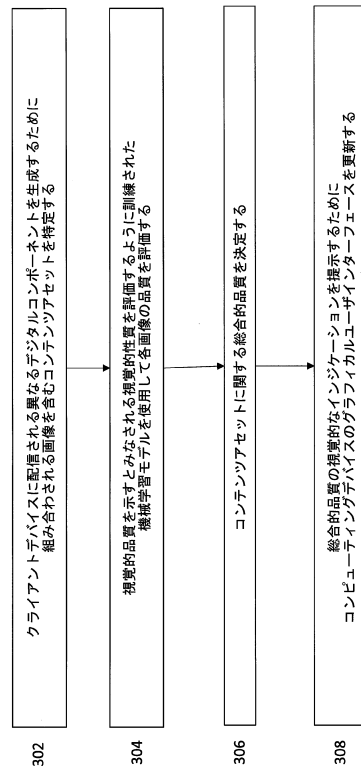 302
クライアントデバイスに配信される異なるデジタルコンポーネントを生成するために
組み合わされる画像を含むコンテンツアセットを特定する
304
視覚的品質を示すとみなされる視覚的性質を評価するように訓練された
機械学習モデルを使用して各画像の品質を評価する
306
コンテンツアセットに関する総合的品質を決定する
308
総合的品質の視覚的なインジケーションを提示するために
コンピューティングデバイスのグラフィカルユーザインターフェースを更新する